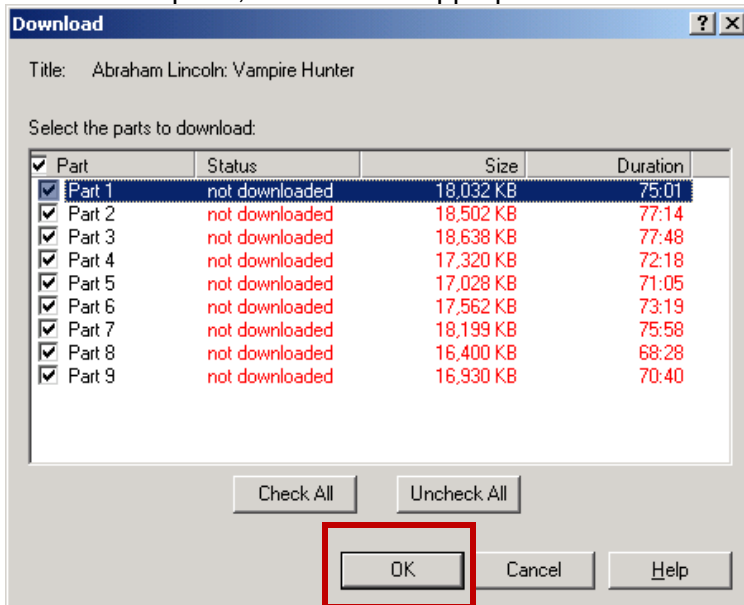 Download
Title: Abraham Lincoln: Vampire Hunter
Select the parts to download:
Part Status Size Duration
Part 1 not downloaded 18,032 KB 75:01
Part 2 not downloaded 18,502 KB 77:14
Part 3 not downloaded 18,638 KB 77:48
Part 4 not downloaded 17,320 KB 72:18
Part 5 not downloaded 17,028 KB 71:05
Part 6 not downloaded 17,562 KB 73:19
Part 7 not downloaded 18,199 KB 75:58
Part 8 not downloaded 16,400 KB 68:28
Part 9 not downloaded 16,930 KB 70:40
Check All Uncheck All
OK Cancel Help